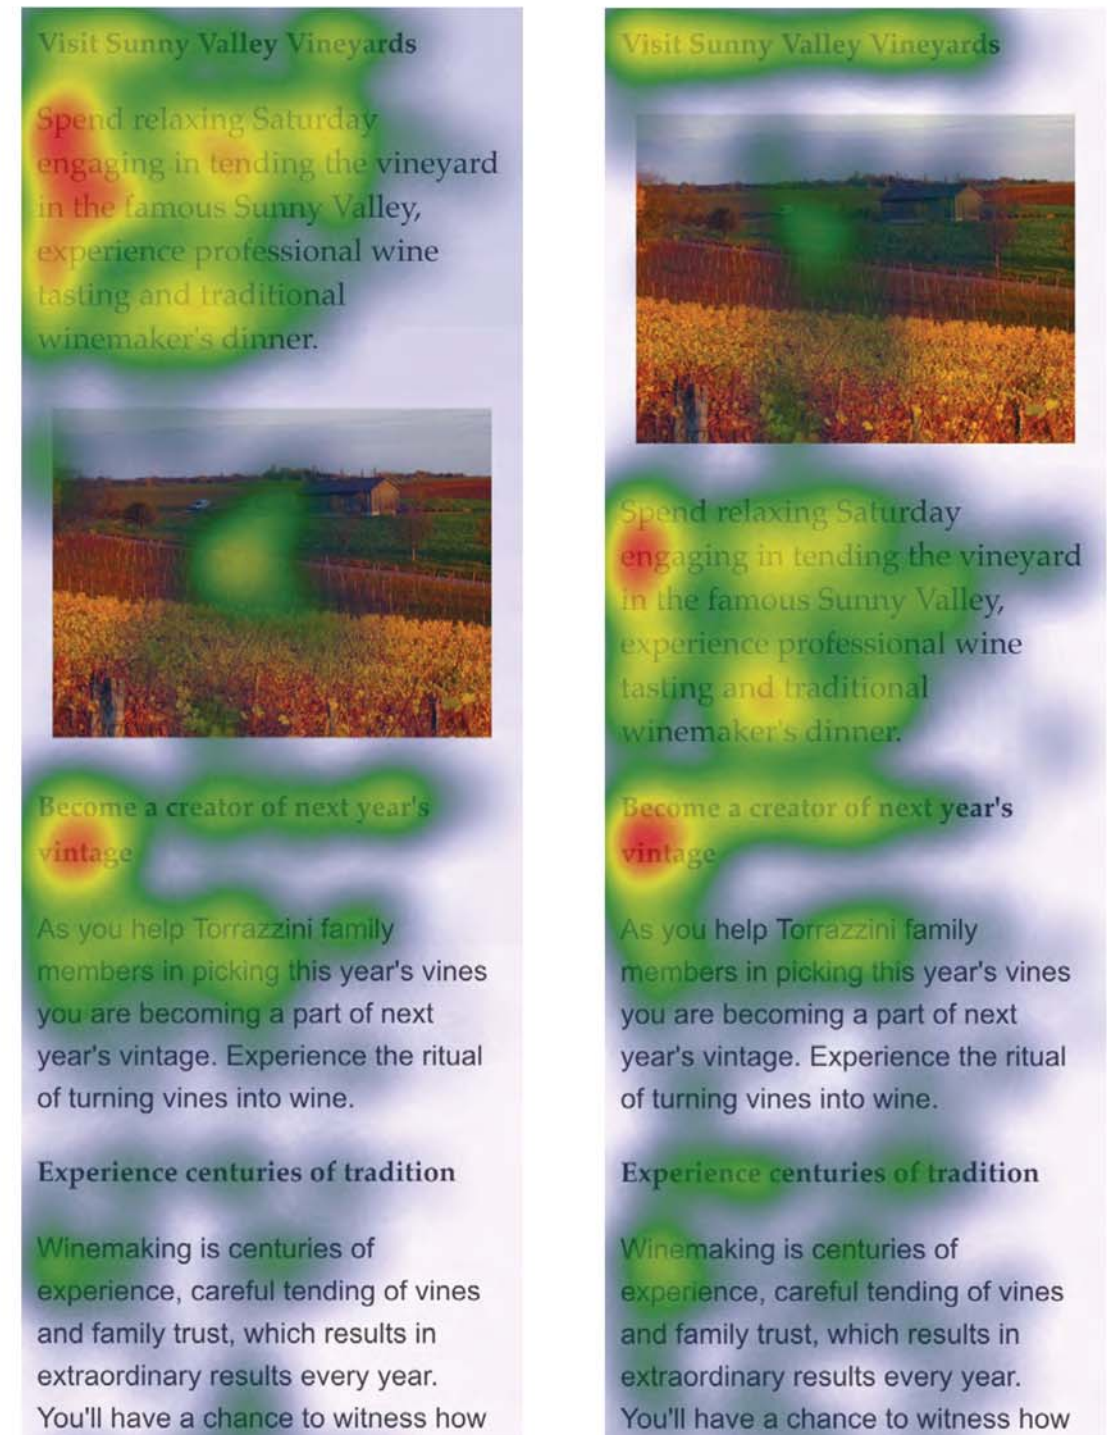 Visit Sunny Valley Vineyards
Spend relaxing Saturday
engaging in tending the vineyard
in the famous Sunny Valley,
experience professional wine
tasting and traditional
winemaker's dinner.
Become a creator of next year's
vintage
As you help Torrazzini family
members in picking this year's vines
you are becoming a part of next
year's vintage. Experience the ritual
of turning vines into wine.
Experience centuries of tradition
Winemaking is centuries of
experience, careful tending of vines
and family trust, which results in
extraordinary results every year.
You'll have a chance to witness how
Visit Sunny Valley Vineyards
Spend relaxing Saturday
engaging in tending the vineyard
in the famous Sunny Valley,
experience professional wine
tasting and traditional
winemaker's dinner.
Become a creator of next year's
vintage
As you help Torrazzini family
members in picking this year's vines
you are becoming a part of next
year's vintage. Experience the ritual
of turning vines into wine.
Experience centuries of tradition
Winemaking is centuries of
experience, careful tending of vines
and family trust, which results in
extraordinary results every year.
You'll have a chance to witness how